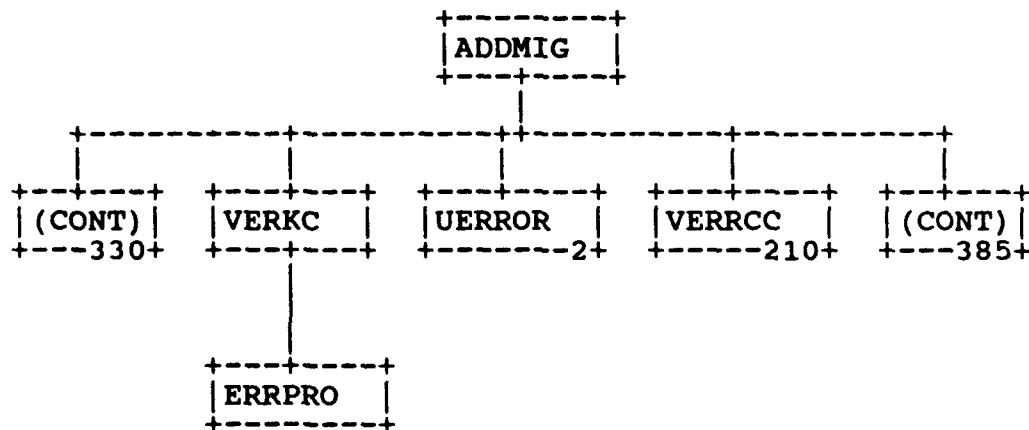 ADDMIG
(CONT) VERKC UERROR VERRCC (CONT)
330 2 210 385
ERRPRO